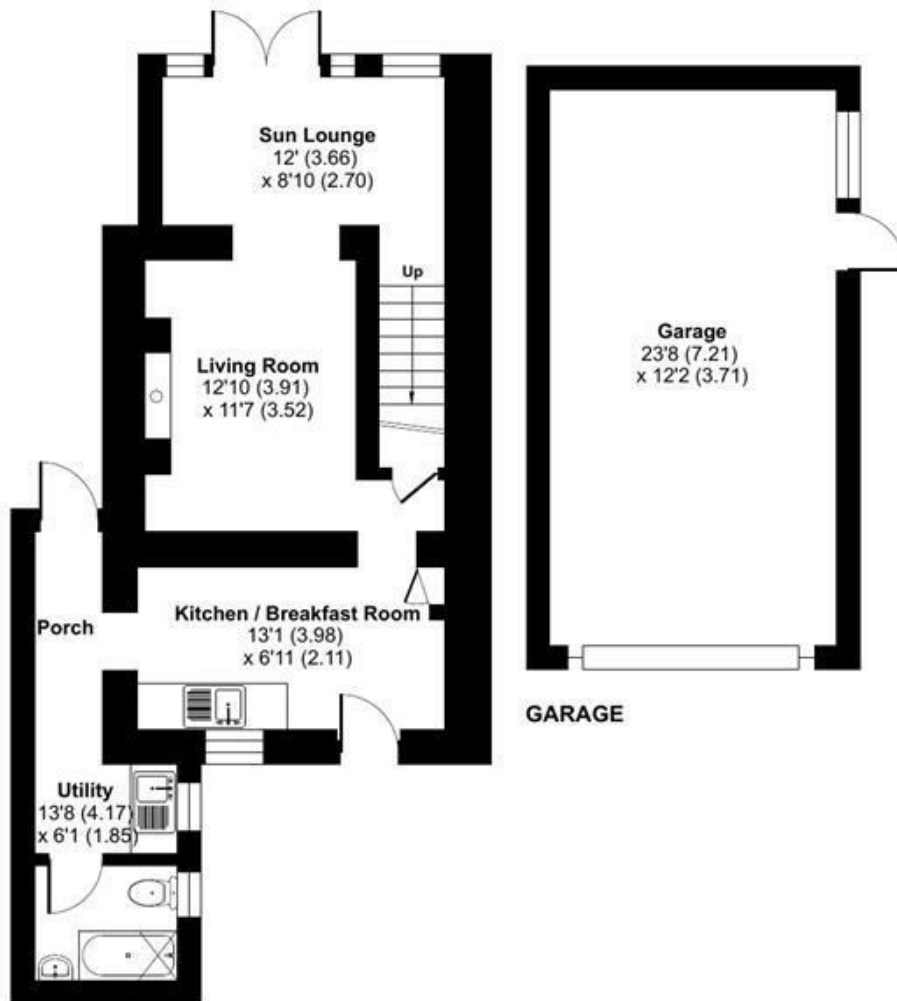 Sun Lounge
12' (3.66)
x 8'10 (2.70)
Up
Living Room
12'10 (3.91)
x 11'7 (3.52)
Garage
23'8 (7.21)
x 12'2 (3.71)
Kitchen / Breakfast Room
13'1 (3.98)
x 6'11 (2.11)
Porch
GARAGE
Utility
13'8 (4.17)
x 6'1 (1.85)